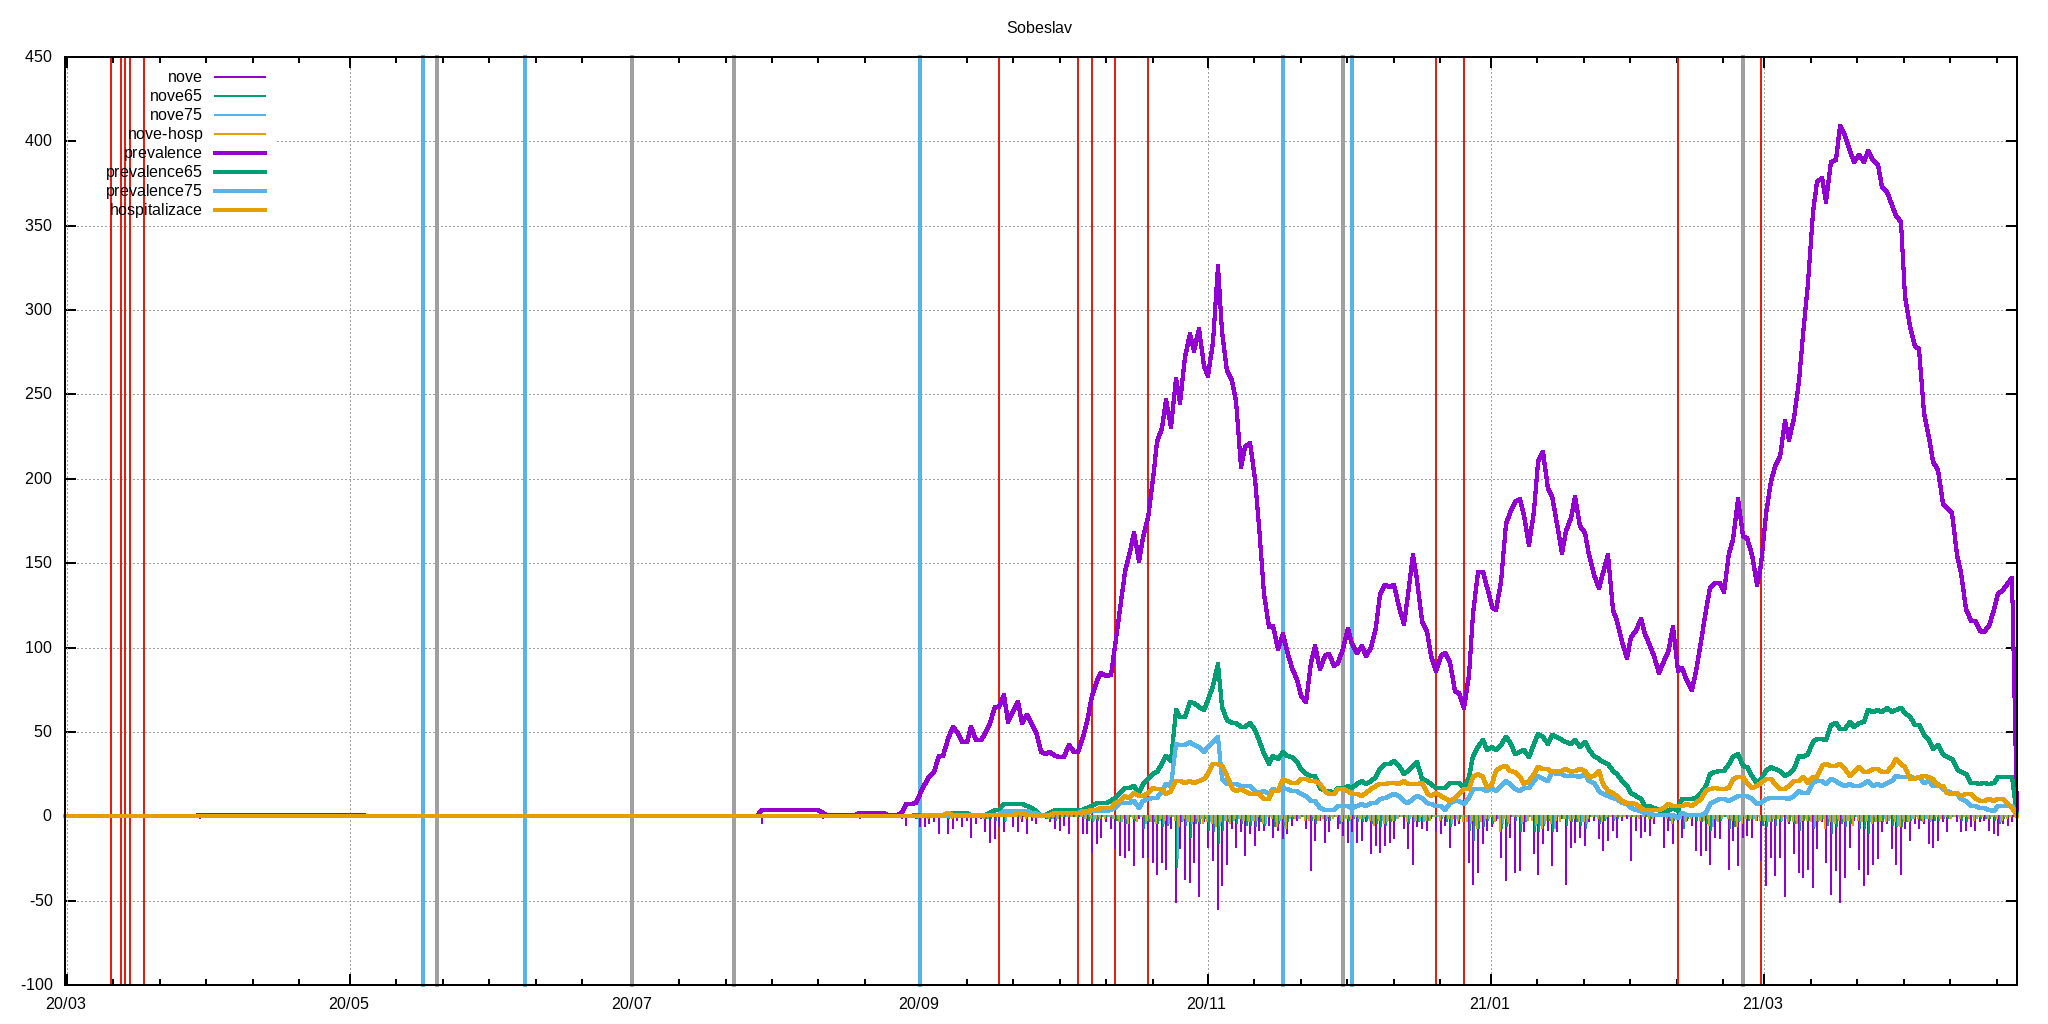 Sobeslav
450
400
350
300
250
200
150
100
50
0
-50
-100
nove
nove65
nove75
nove-hosp
prevalence
prevalence65
prevalence75
hospitalizace
20/03
20/05
20/07
20/09
20/11
21/01
21/03